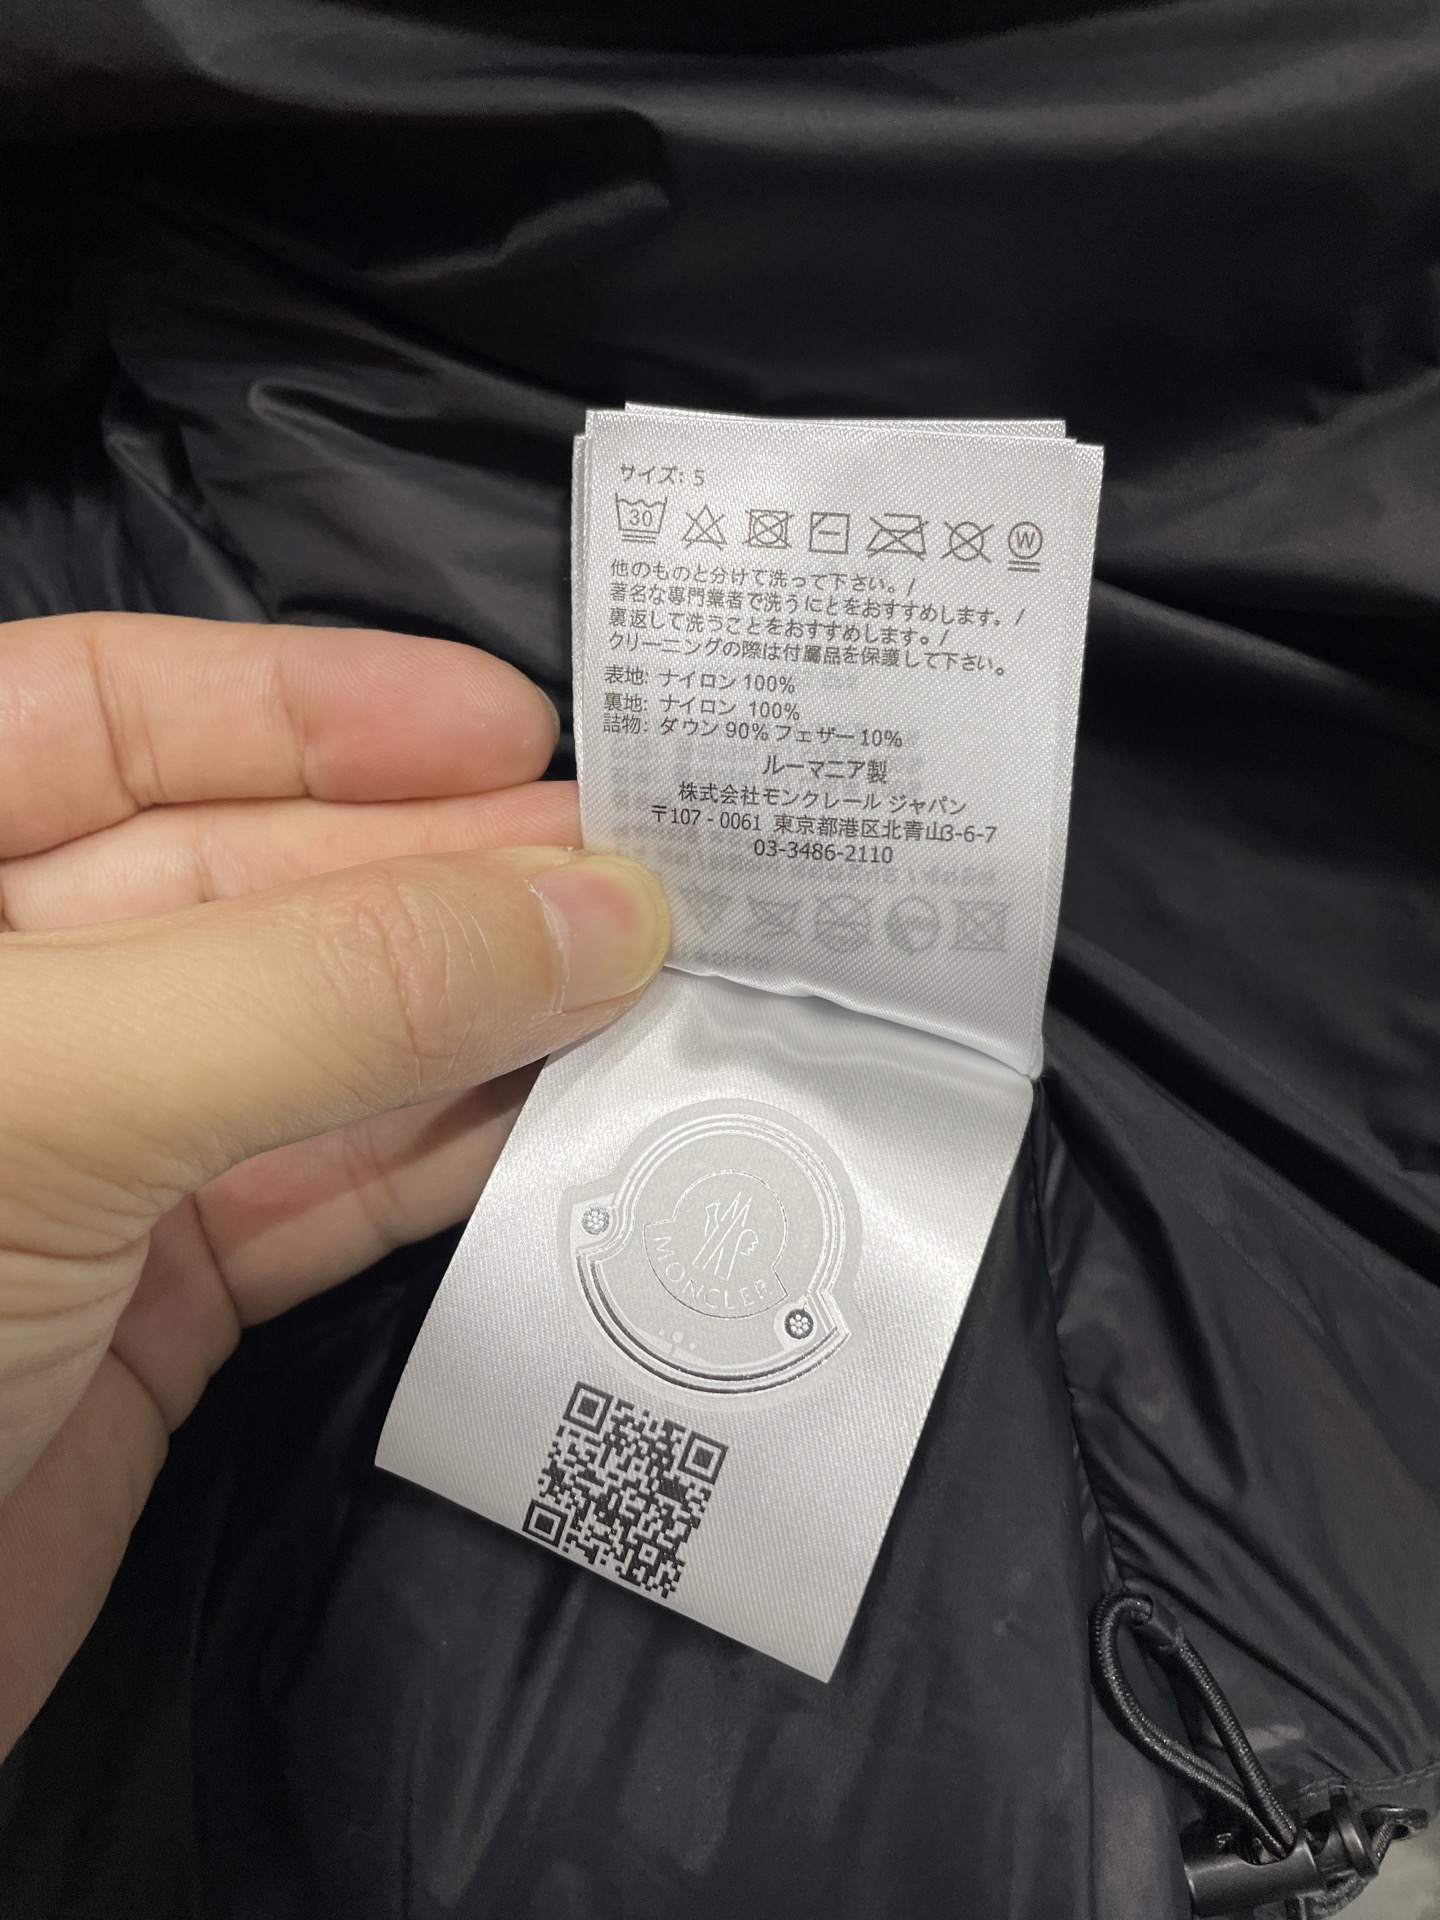 サイズ: 5
30
W
他のものと分けて洗って下さい。/
著名な専門業者で洗うにとをおすすめします。/
裏返して洗うことをおすすめします。/
クリーニングの際は付属品を保護して下さい。
表地: ナイロン 100%
裏地: ナイロン 100%
詰物: ダウン 90% フェザー 10%
ルーマニア製
株式会社モンクレール ジャパン
〒107 - 0061 東京都港区北青山3-6-7
03-3486-2110
MONCLER